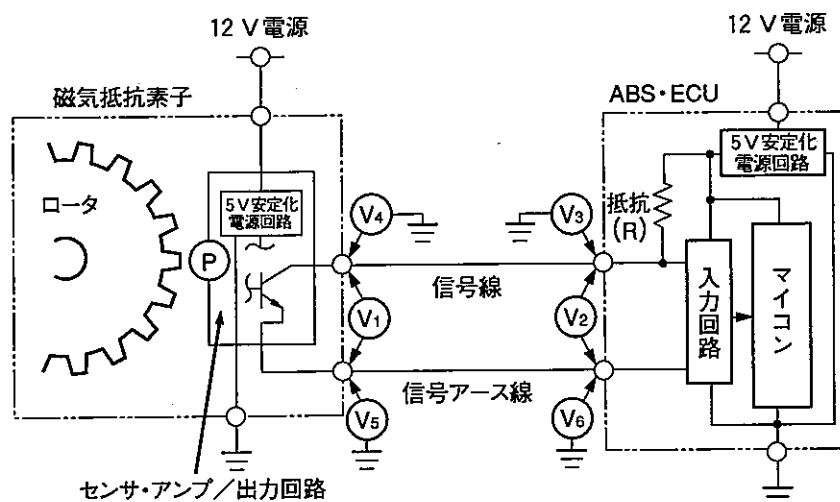 12 V 電源
磁気抵抗素子
ロータ
P
5V安定化
電源回路
V4
V1
V5
信号線
信号アース線
V3
V2
V6
センサ・アンプ／出力回路
12 V 電源
ABS・ECU
5V安定化
電源回路
抵抗
(R)
入力回路
マイコン